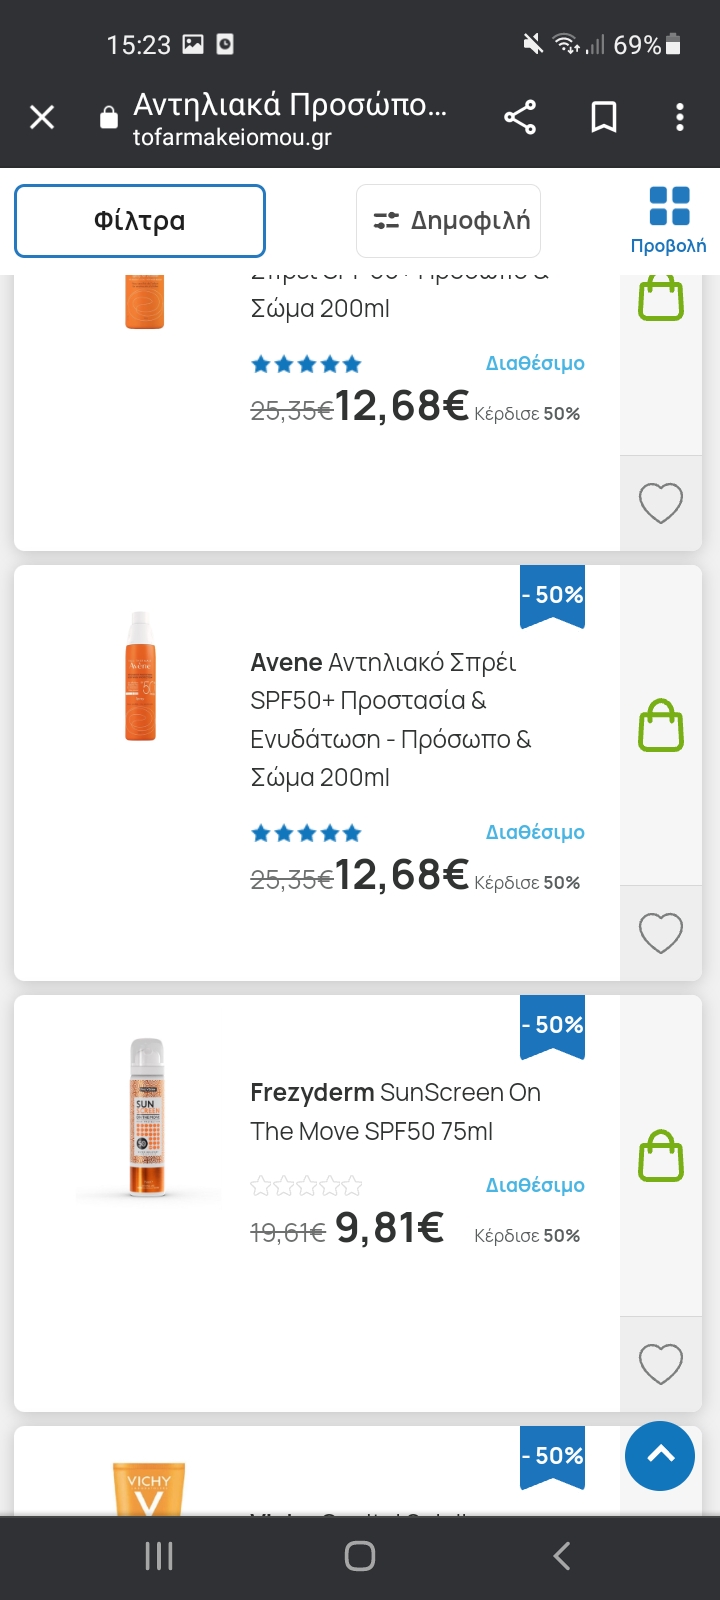 15:23
69%
Αντηλιακά Προσώπο...
tofarmakeiomou.gr
Φίλτρα
Δημοφιλή
Προβολή
Σώμα 200ml
Διαθέσιμο
25,35€ 12,68€ Κέρδισε 50%
- 50%
Avene Αντηλιακό Σπρέι
SPF50+ Προστασία &
Ενυδάτωση - Πρόσωπο &
Σώμα 200ml
Διαθέσιμο
25,35€ 12,68€ Κέρδισε 50%
- 50%
SUN
SCREEN
Frezyderm SunScreen On
The Move SPF50 75ml
Διαθέσιμο
19,61€ 9,81€ Κέρδισε 50%
- 50%
VICHY